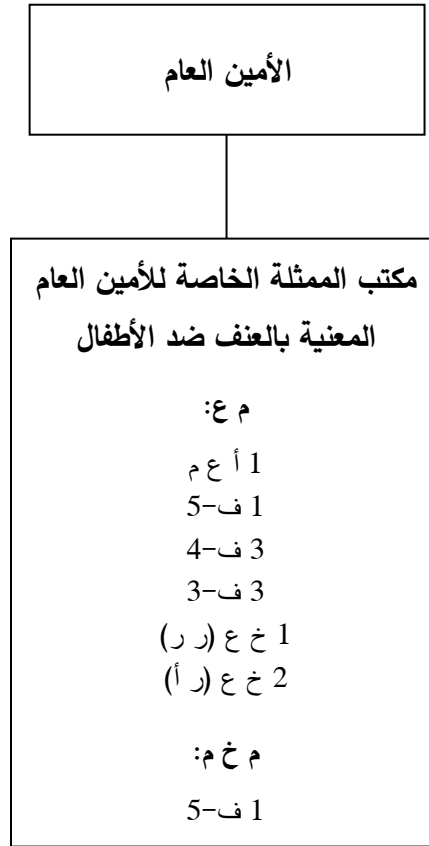 الأمين العام
مكتب الممثلة الخاصة للأمين العام
المعنية بالعنف ضد الأطفال
م ع:
1 أ ع م
1 ف-5
3 ف-4
3 ف-3
1 خ ع (ر ر)
2 خ ع (ر أ)
م خ م:
1 ف-5